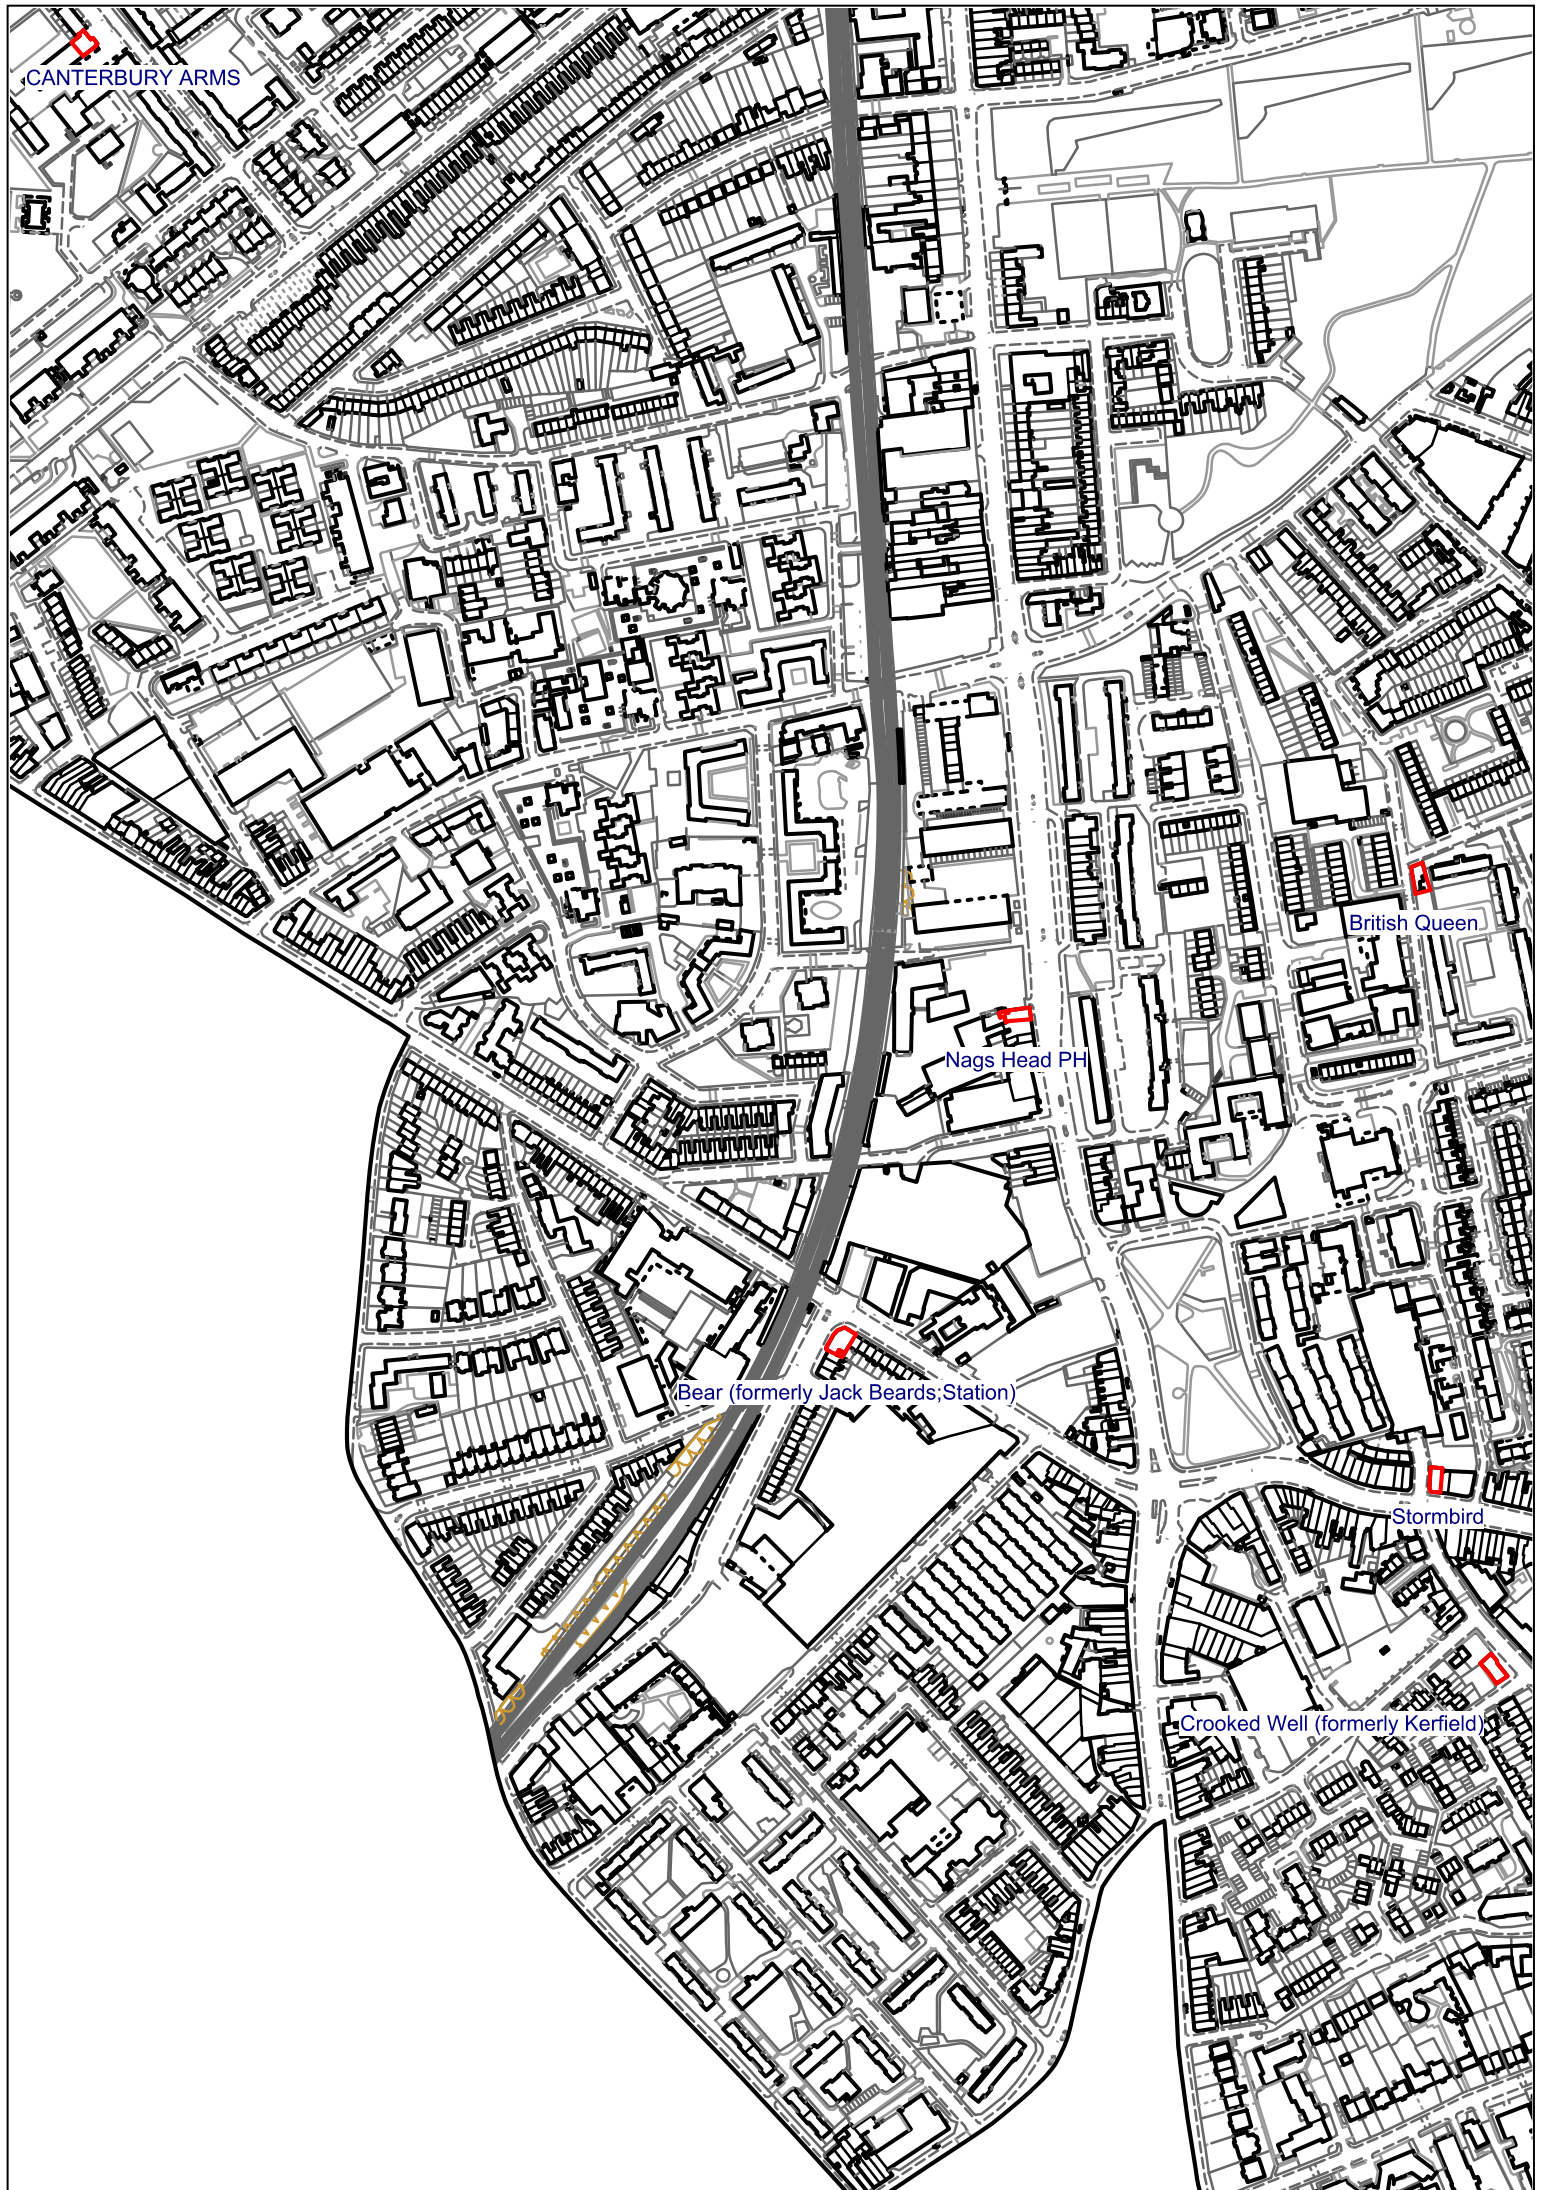 CANTERBURY ARMS
British Queen
Nags Head PH
Bear (formerly Jack Beards;Station)
Stormbird
Crooked Well (formerly Kerfield)